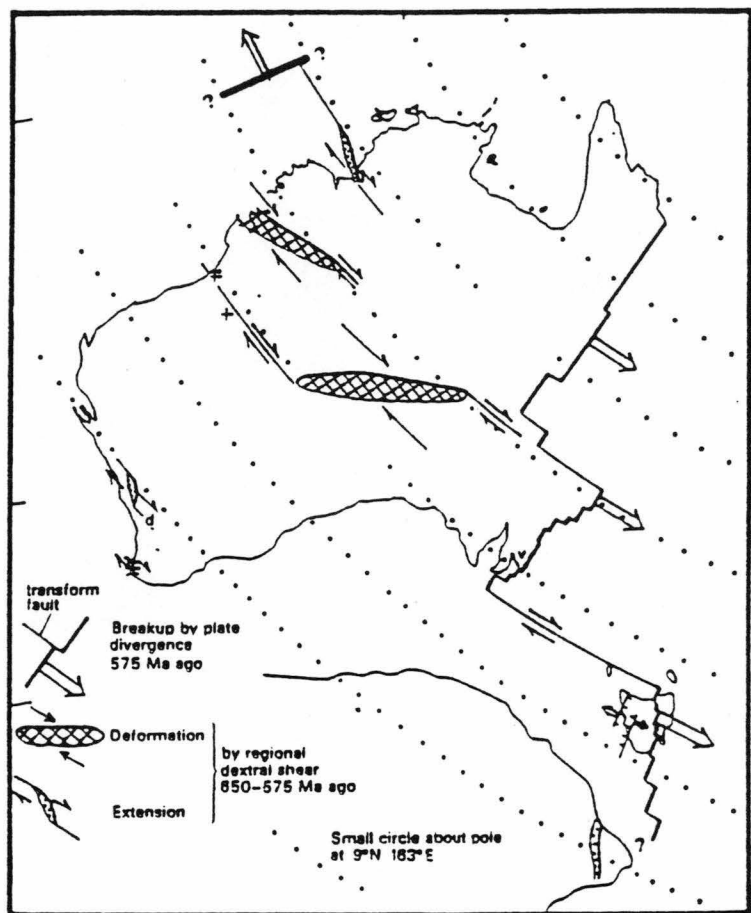 ?
?
d
v
transform
fault
Breakup by plate
divergence
575 Ma ago
Deformation
by regional
dextral shear
650–575 Ma ago
Extension
Small circle about pole
at 9°N 163°E
?